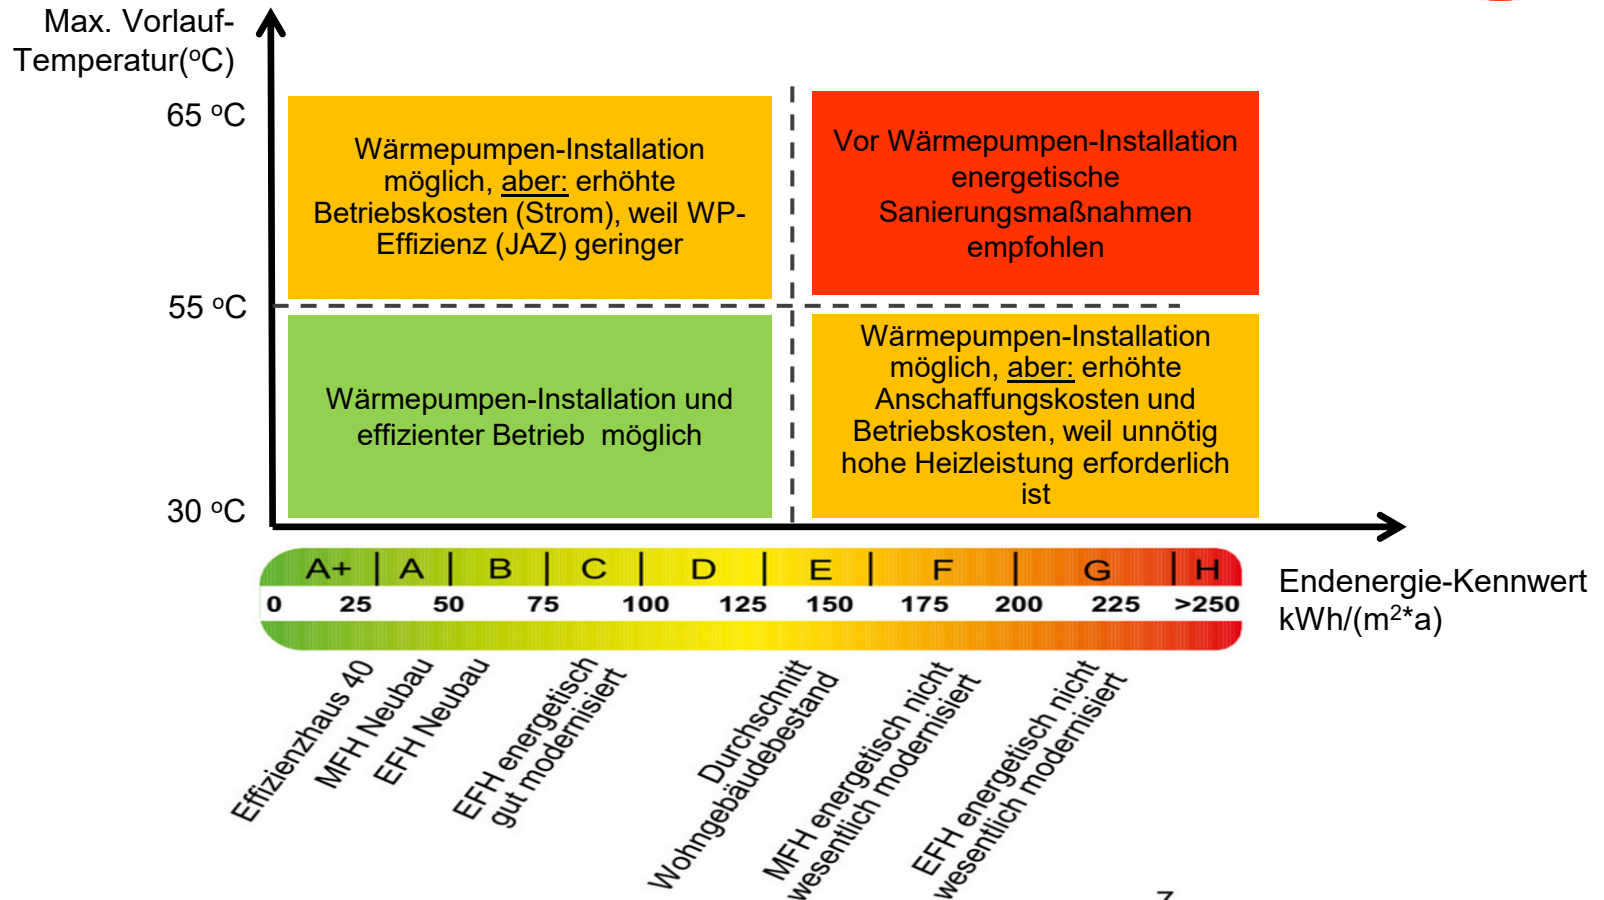 Max. Vorlauf-
Temperatur(°C)
65 °C
Wärmepumpen-Installation
möglich, aber: erhöhte
Betriebskosten (Strom), weil WP-
Effizienz (JAZ) geringer
Vor Wärmepumpen-Installation
energetische
Sanierungsmaßnahmen
empfohlen
55 °C
Wärmepumpen-Installation und
effizienter Betrieb  möglich
Wärmepumpen-Installation
möglich, aber: erhöhte
Anschaffungskosten und
Betriebskosten, weil unnötig
hohe Heizleistung erforderlich
ist
30 °C
A+ | A | B | C | D | E | F | G | H
0 25 50 75 100 125 150 175 200 225 >250
Endenergie-Kennwert
kWh/(m²*a)
Effizienzhaus 40
MFH Neubau
EFH Neubau
EFH energetisch
gut modernisiert
Durchschnitt
Wohngebäudebestand
MFH energetisch nicht
wesentlich modernisiert
EFH energetisch nicht
wesentlich modernisiert